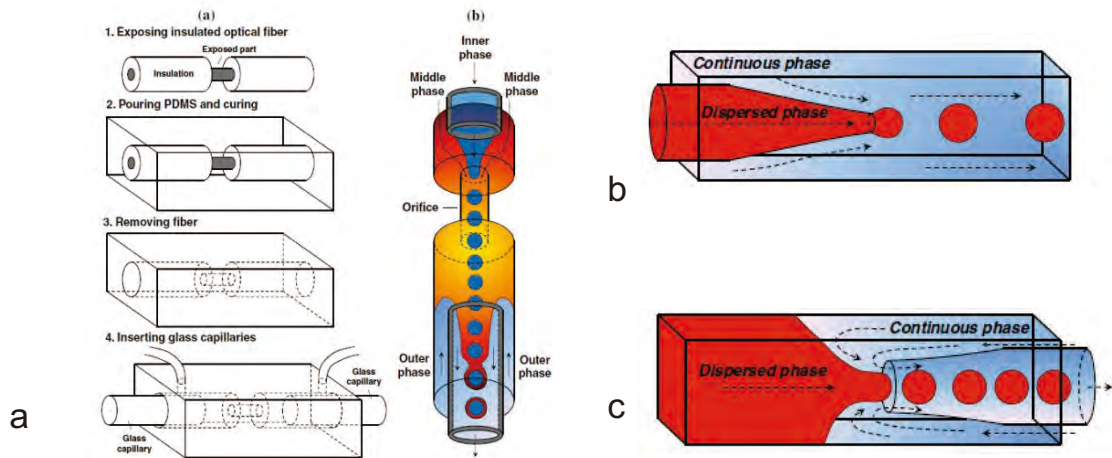 (a)
1. Exposing insulated optical fiber
Exposed part
Insulation
2. Pouring PDMS and curing
3. Removing fiber
4. Inserting glass capillaries
Glass
capillary
Glass
capillary
a
(b)
Inner
phase
Middle
phase
Middle
phase
Orifice
Outer
phase
Outer
phase
Continuous phase
Dispersed phase
b
Continuous phase
Dispersed phase
c